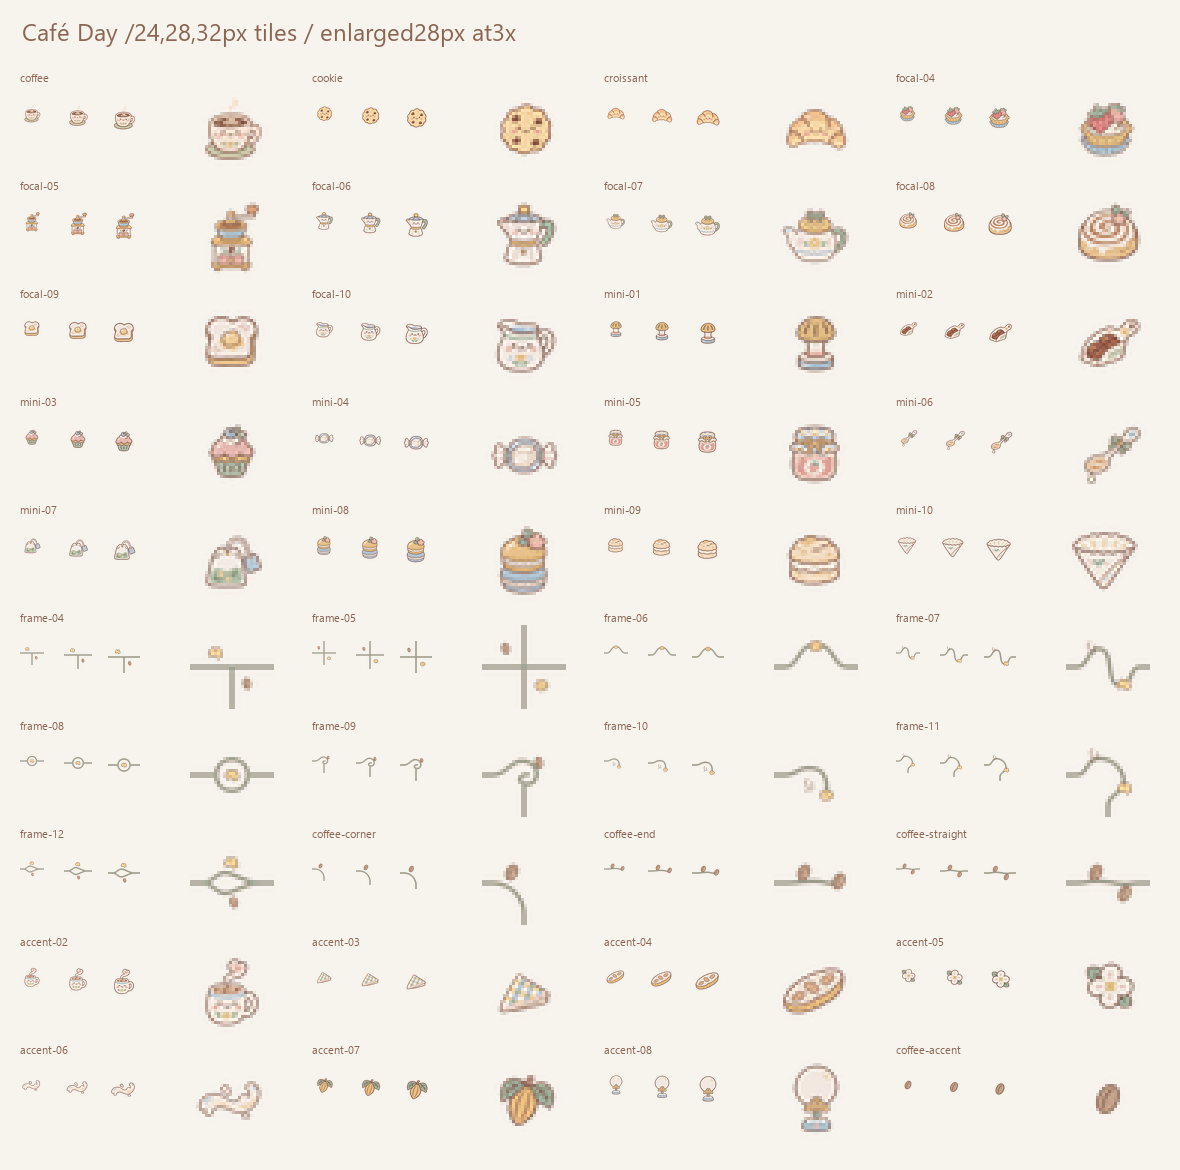 Café Day /24,28,32px tiles / enlarged28px at3x
coffee cookie croissant focal-04
focal-05 focal-06 focal-07 focal-08
focal-09 focal-10 mini-01 mini-02
mini-03 mini-04 mini-05 mini-06
mini-07 mini-08 mini-09 mini-10
frame-04 frame-05 frame-06 frame-07
frame-08 frame-09 frame-10 frame-11
frame-12 coffee-corner coffee-end coffee-straight
accent-02 accent-03 accent-04 accent-05
accent-06 accent-07 accent-08 coffee-accent